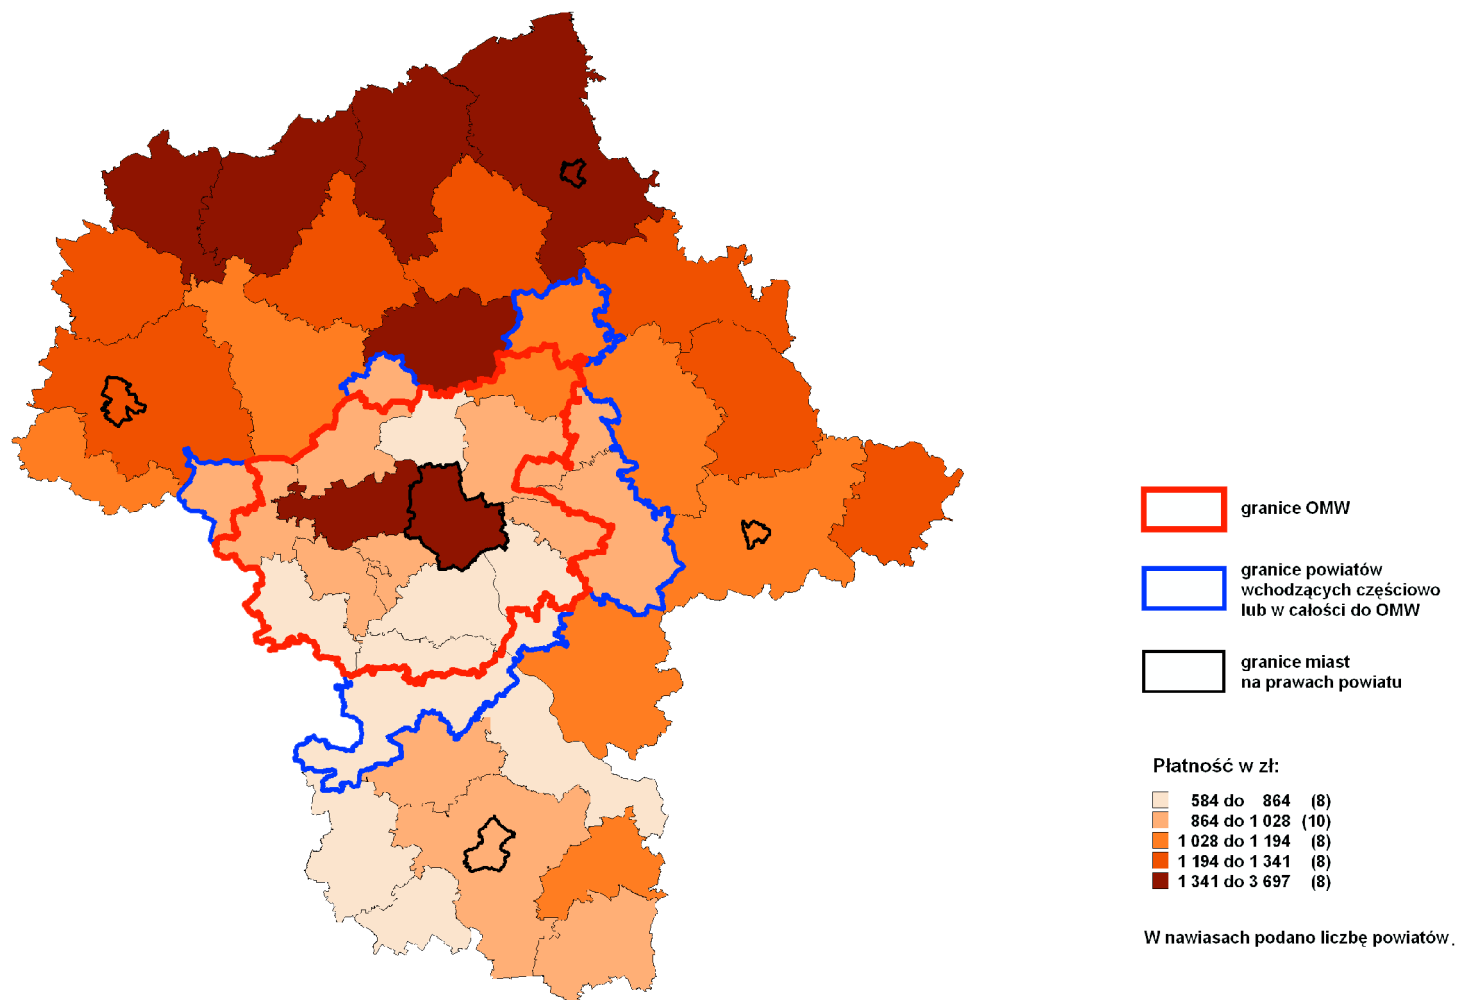 granice OMW
granice powiatów
wchodzących częściowo
lub w całości do OMW
granice miast
na prawach powiatu
Płatność w zł:
584 do 864 (8)
864 do 1 028 (10)
1 028 do 1 194 (8)
1 194 do 1 341 (8)
1 341 do 3 697 (8)
W nawiasach podano liczbę powiatów.